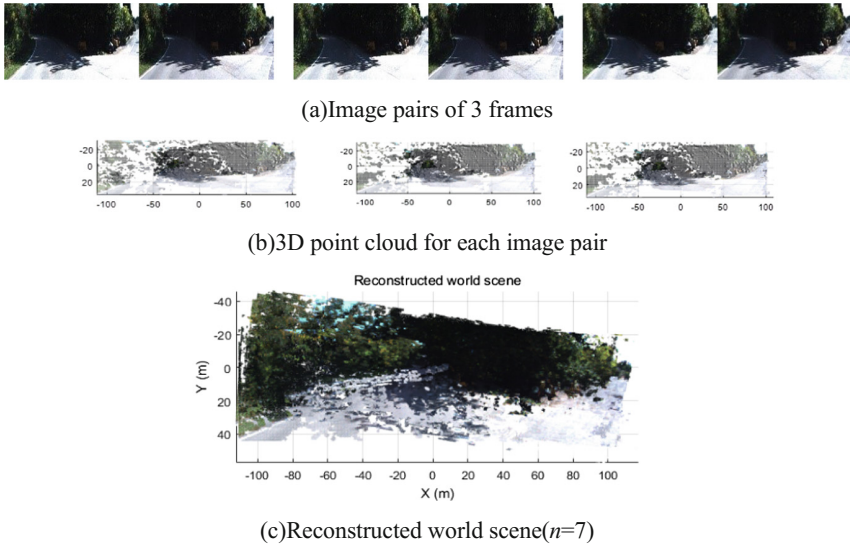 (a)Image pairs of 3 frames
-20
0
20
-100 -50 0 50 100
-20
0
20
-100 -50 0 50 100
-20
0
20
-100 -50 0 50 100
(b)3D point cloud for each image pair
Reconstructed world scene
-40
-20
0
20
40
Y (m)
-100 -80 -60 -40 -20 0 20 40 60 80 100
X (m)
(c)Reconstructed world scene(n=7)